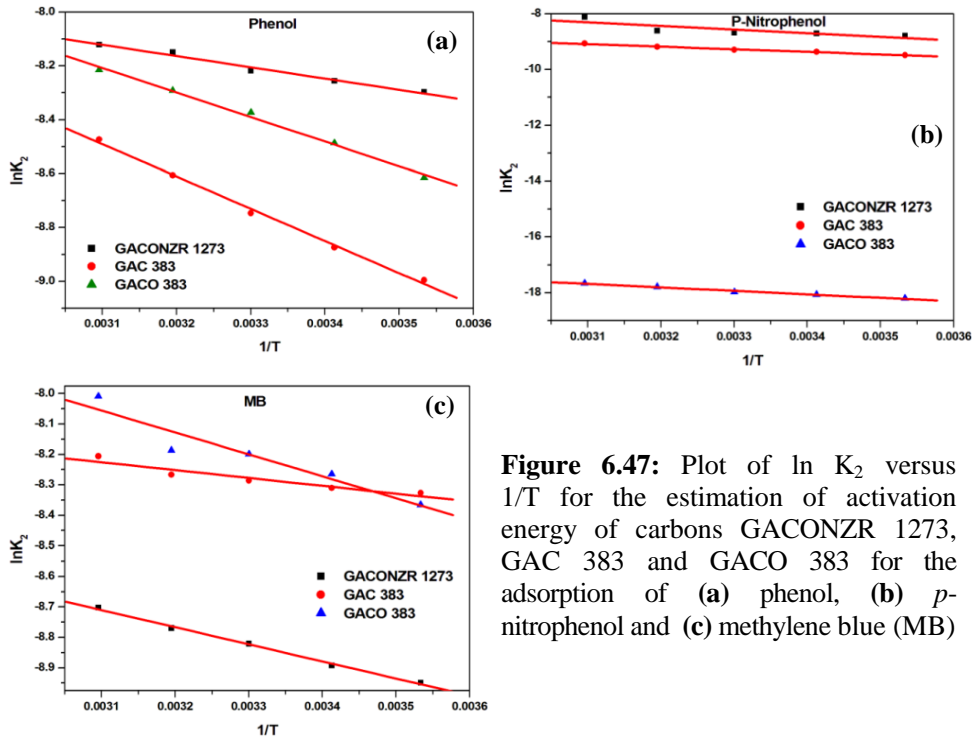 Phenol
(a)
-8.0
-8.2
-8.4
-8.6
-8.8
-9.0
lnK2
GACONZR 1273
GAC 383
GACO 383
0.0031 0.0032 0.0033 0.0034 0.0035 0.0036
1/T
P-Nitrophenol
(b)
-8
-10
-12
-14
-16
-18
lnK2
GACONZR 1273
GAC 383
GACO 383
0.0031 0.0032 0.0033 0.0034 0.0035 0.0036
1/T
MB
(c)
-8.0
-8.1
-8.2
-8.3
-8.4
-8.5
-8.6
-8.7
-8.8
-8.9
lnK2
GACONZR 1273
GAC 383
GACO 383
0.0031 0.0032 0.0033 0.0034 0.0035 0.0036
1/T
Figure 6.47: Plot of ln K2 versus
1/T for the estimation of activation
energy of carbons GACONZR 1273,
GAC 383 and GACO 383 for the
adsorption of (a) phenol, (b) p-
nitrophenol and (c) methylene blue (MB)